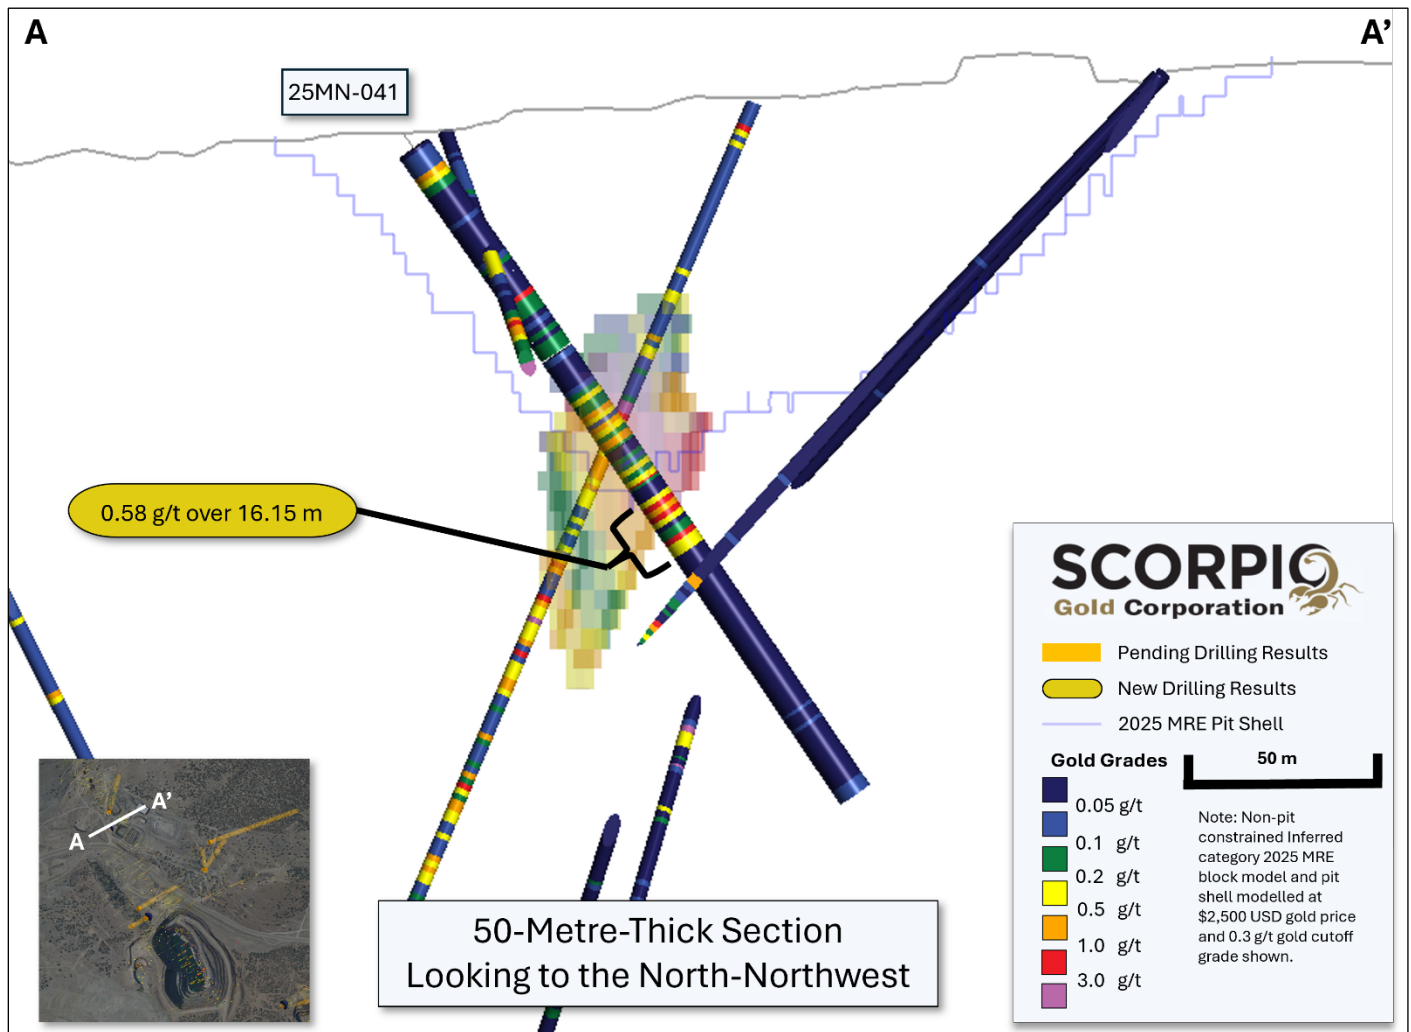 A
A’
25MN-041
0.58 g/t over 16.15 m
SCORPIO
Gold Corporation
Pending Drilling Results
New Drilling Results
2025 MRE Pit Shell
Gold Grades
50 m
0.05 g/t
0.1 g/t
0.2 g/t
0.5 g/t
1.0 g/t
3.0 g/t
Note: Non-pit
constrained Inferred
category 2025 MRE
block model and pit
shell modelled at
$2,500 USD gold price
and 0.3 g/t gold cutoff
grade shown.
A'
A
50-Metre-Thick Section
Looking to the North-Northwest